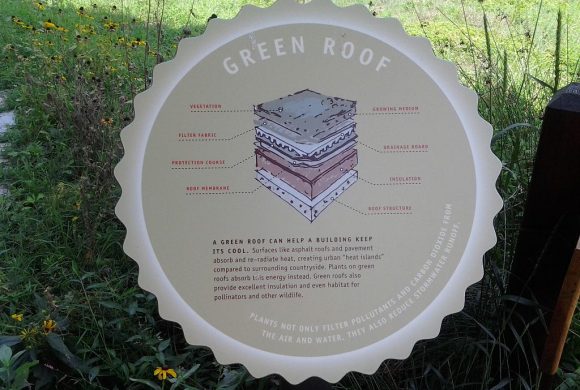 GREEN ROOF
VEGETATION
GROWING MEDIUM
FILTER FABRIC
DRAINAGE BOARD
PROTECTION COURSE
INSULATION
ROOF MEMBRANE
ROOF STRUCTURE
A GREEN ROOF CAN HELP A BUILDING KEEP
ITS COOL. Surfaces like asphalt roofs and pavement
absorb and re-radiate heat, creating urban "heat islands"
compared to surrounding countryside. Plants on green
roofs absorb this energy instead. Green roofs also
provide excellent insulation and even habitat for
pollinators and other wildlife.
PLANTS NOT ONLY FILTER POLLUTANTS AND CARBON DIOXIDE FROM
THE AIR AND WATER, THEY ALSO REDUCE STORMWATER RUNOFF.